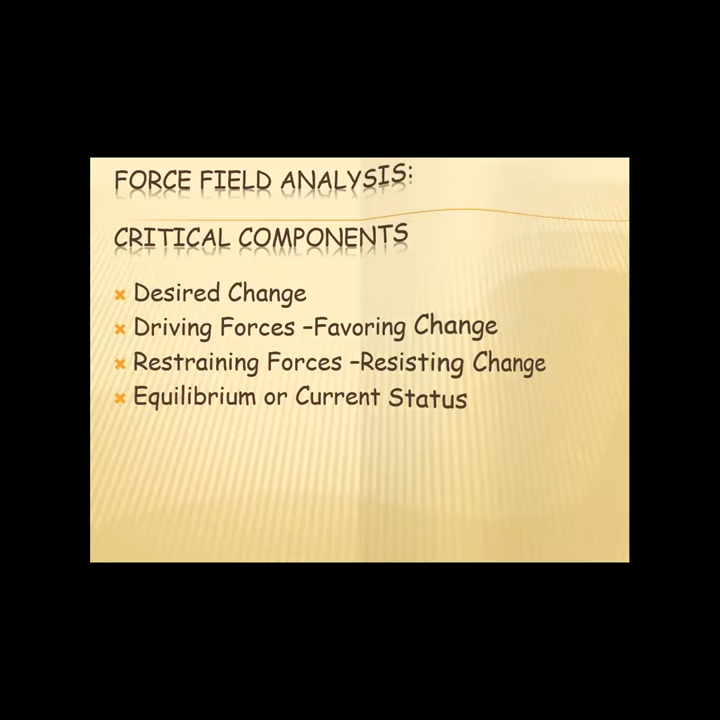 FORCE FIELD ANALYSIS:
CRITICAL COMPONENTS
Desired Change
Driving Forces –Favoring Change
Restraining Forces –Resisting Change
Equilibrium or Current Status